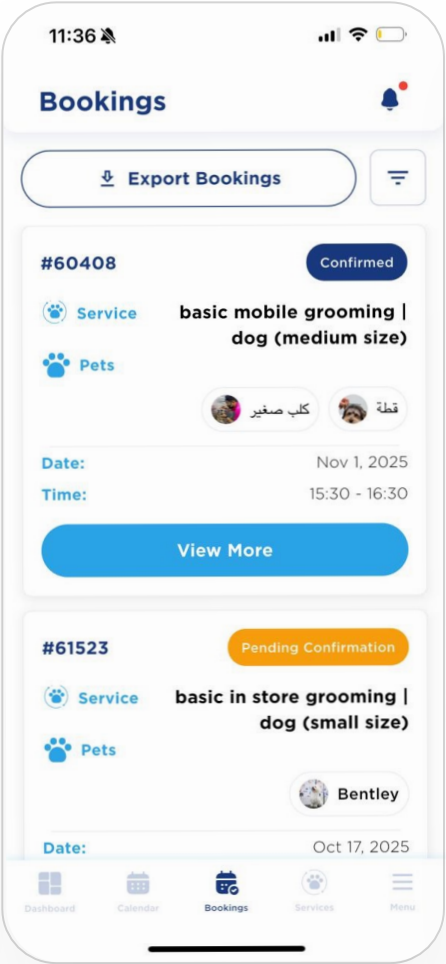 11:36
Bookings
Export Bookings
#60408
Confirmed
Service
basic mobile grooming |
dog (medium size)
Pets
كلب صغير
قطة
Date:
Nov 1, 2025
Time:
15:30 - 16:30
View More
#61523
Pending Confirmation
Service
basic in store grooming |
dog (small size)
Pets
Bentley
Date:
Oct 17, 2025
Dashboard
Calendar
Bookings
Services
Menu